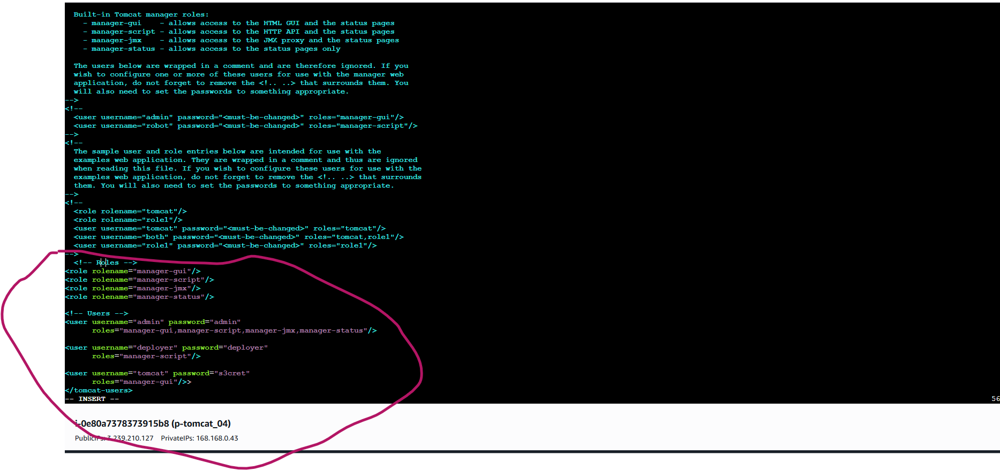 Built-in Tomcat manager roles:
- manager-gui    - allows access to the HTML GUI and the status pages
- manager-script - allows access to the HTTP API and the status pages
- manager-jmx    - allows access to the JMX proxy and the status pages
- manager-status - allows access to the status pages only
The users below are wrapped in a comment and are therefore ignored. If you
wish to configure one or more of these users for use with the manager web
application, do not forget to remove the <!.. ..> that surrounds them. You
will also need to set the passwords to something appropriate.
-->
<!--
<user username="admin" password="<must-be-changed>" roles="manager-gui"/>
<user username="robot" password="<must-be-changed>" roles="manager-script"/>
-->
<!--
The sample user and role entries below are intended for use with the
examples web application. They are wrapped in a comment and thus are ignored
when reading this file. If you wish to configure these users for use with the
examples web application, do not forget to remove the <!.. ..> that surrounds
them. You will also need to set the passwords to something appropriate.
-->
<!--
<role rolename="tomcat"/>
<role rolename="role1"/>
<user username="tomcat" password="<must-be-changed>" roles="tomcat"/>
<user username="both" password="<must-be-changed>" roles="tomcat,role1"/>
<user username="role1" password="<must-be-changed>" roles="role1"/>
-->
<!-- Roles -->
<role rolename="manager-gui"/>
<role rolename="manager-script"/>
<role rolename="manager-jmx"/>
<role rolename="manager-status"/>
<!-- Users -->
<user username="admin" password="admin"
roles="manager-gui,manager-script,manager-jmx,manager-status"/>
<user username="deployer" password="deployer"
roles="manager-script"/>
<user username="tomcat" password="s3cret"
roles="manager-gui"/>>
</tomcat-users>
-- INSERT -- 56
i-0e80a7378373915b8 (p-tomcat_04)
PublicIPs: 3.239.210.127 PrivateIPs: 168.168.0.43